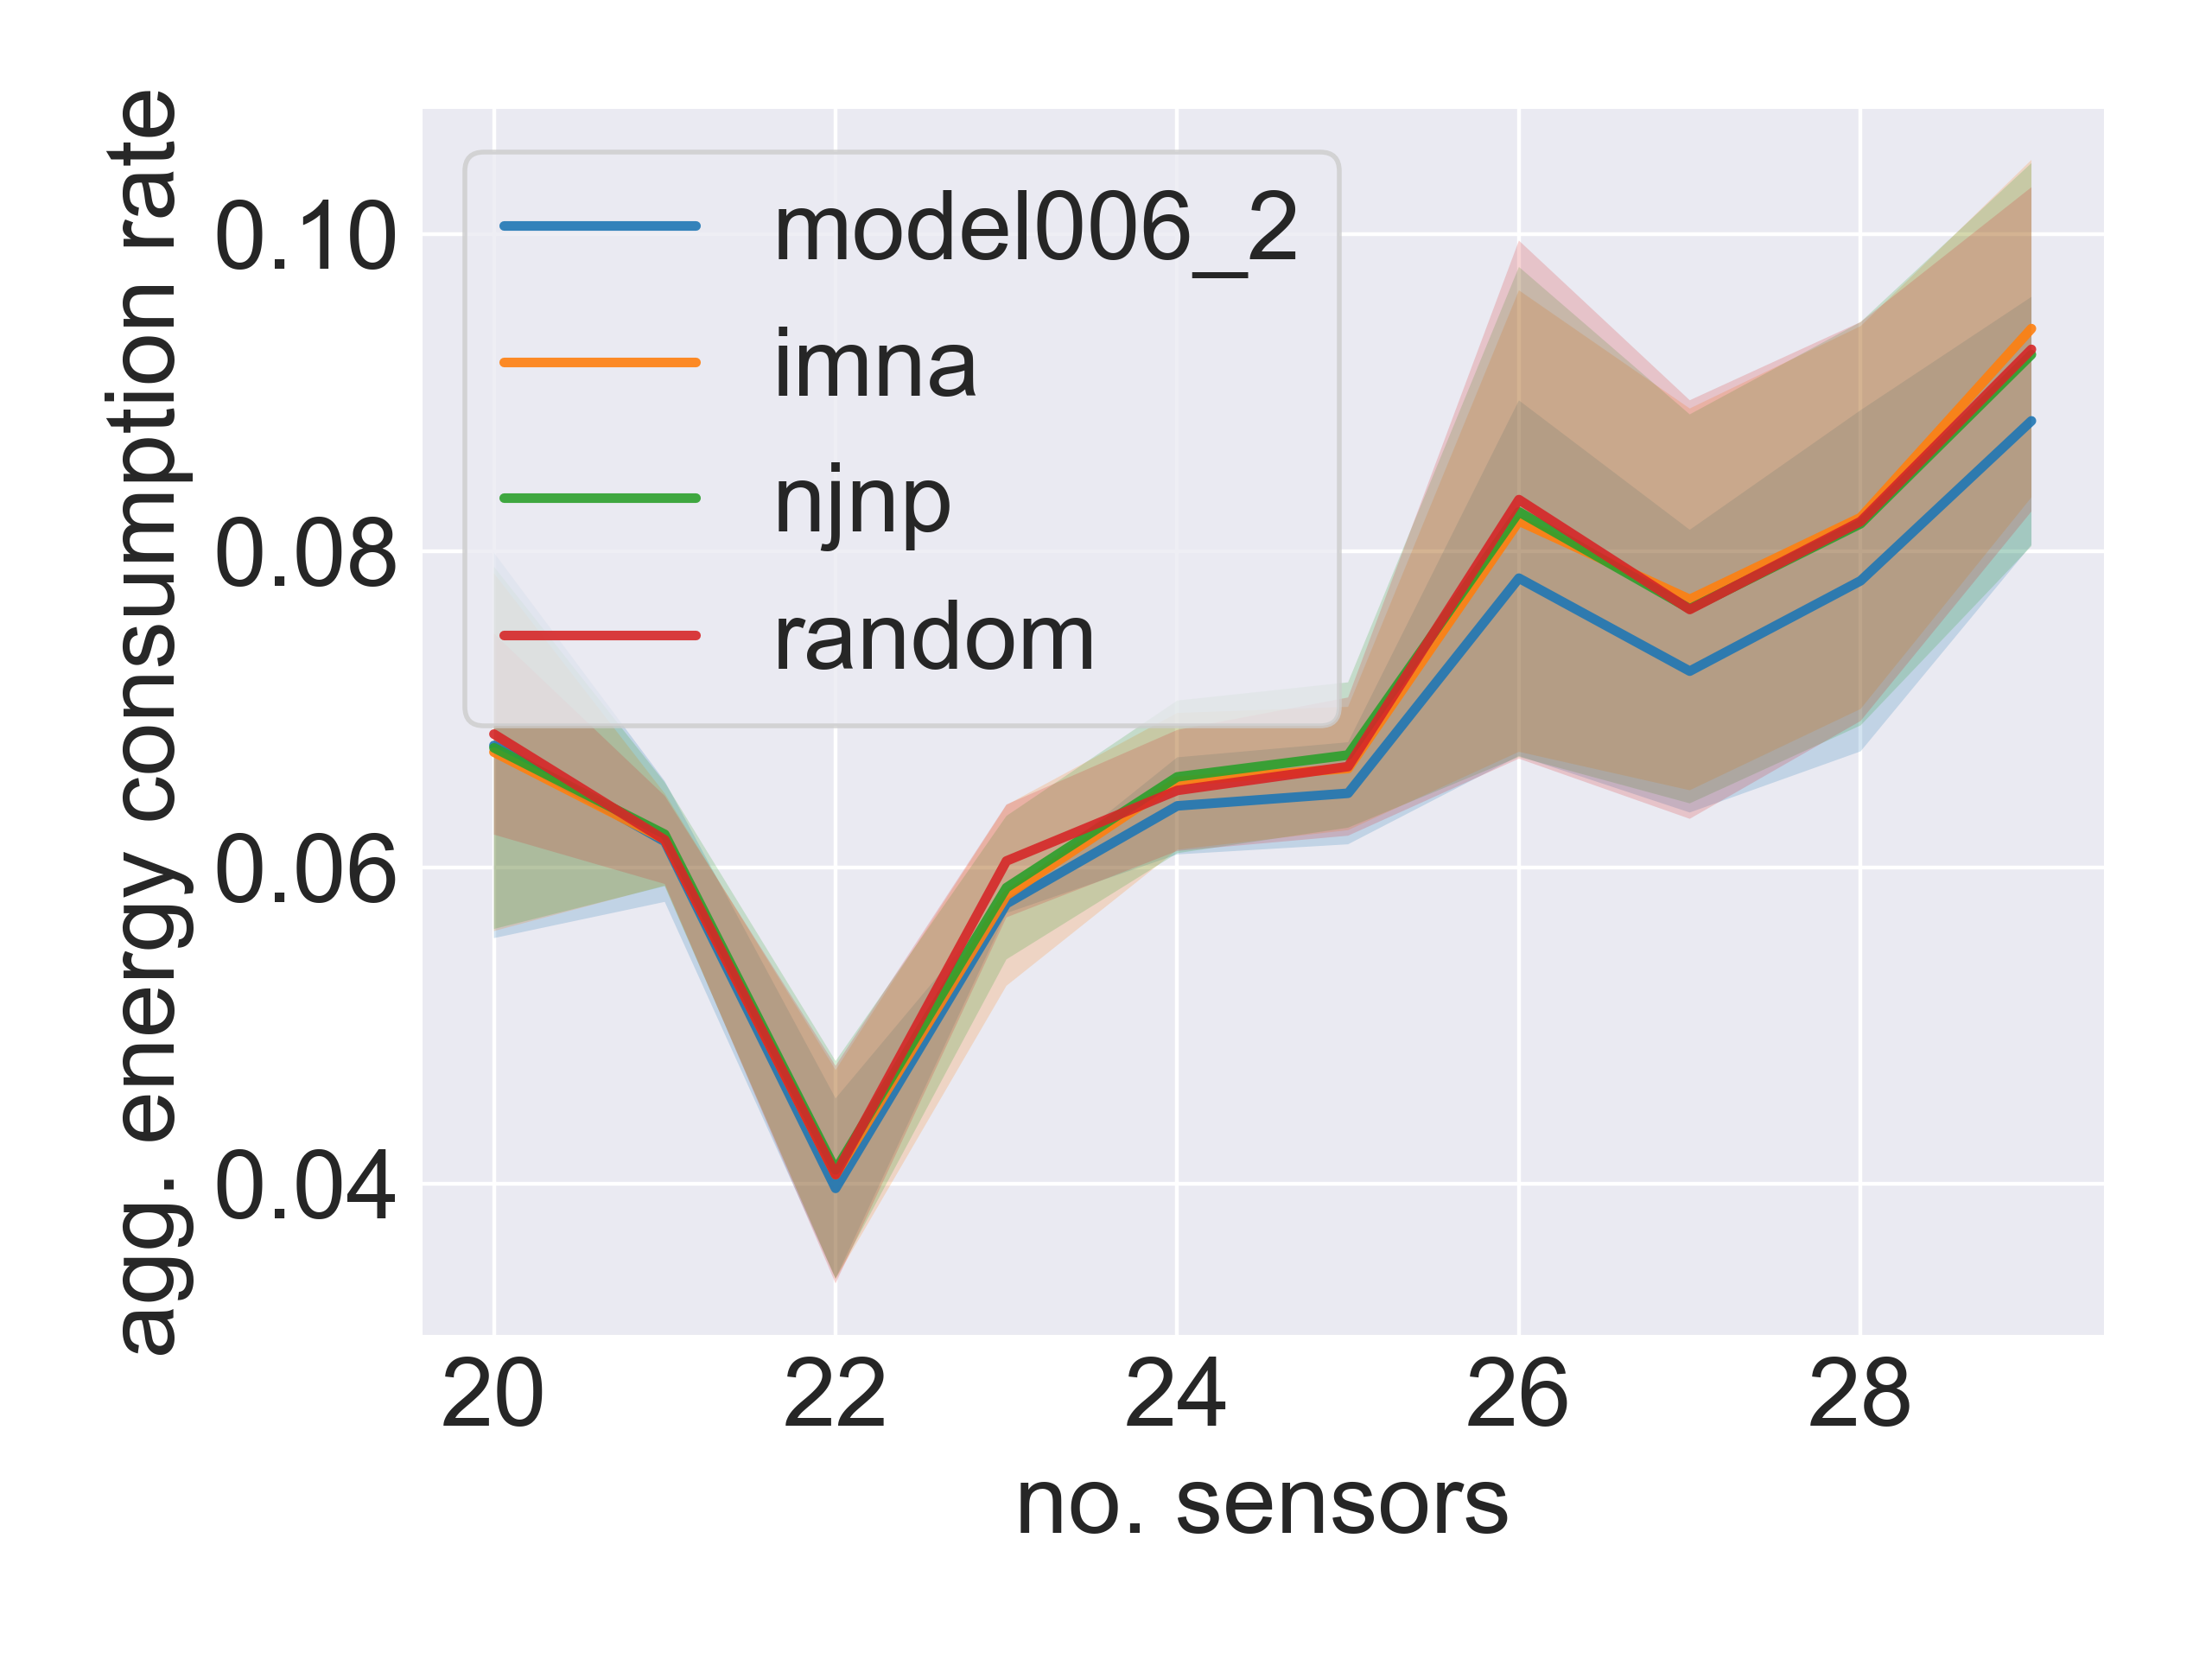 agg. energy consumption rate
0.10
0.08
0.06
0.04
model006_2
imna
njnp
random
20 22 24 26 28
no. sensors